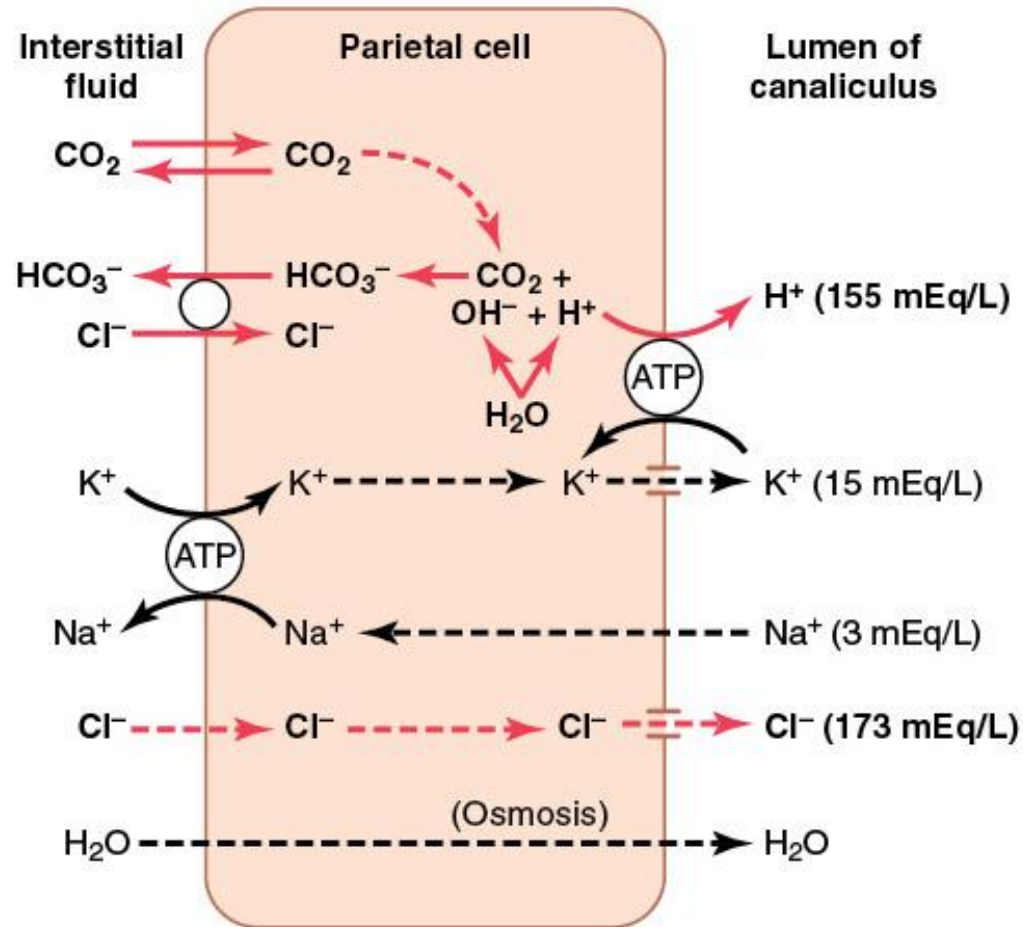 Interstitial fluid
Parietal cell
Lumen of canaliculus
CO₂ CO₂
HCO₃⁻ HCO₃⁻ CO₂ +
OH⁻ + H⁺ H⁺ (155 mEq/L)
Cl⁻ Cl⁻
ATP
H₂O
K⁺ K⁺ K⁺ K⁺ (15 mEq/L)
ATP
Na⁺ Na⁺ Na⁺ (3 mEq/L)
Cl⁻ Cl⁻ Cl⁻ Cl⁻ (173 mEq/L)
(Osmosis)
H₂O H₂O